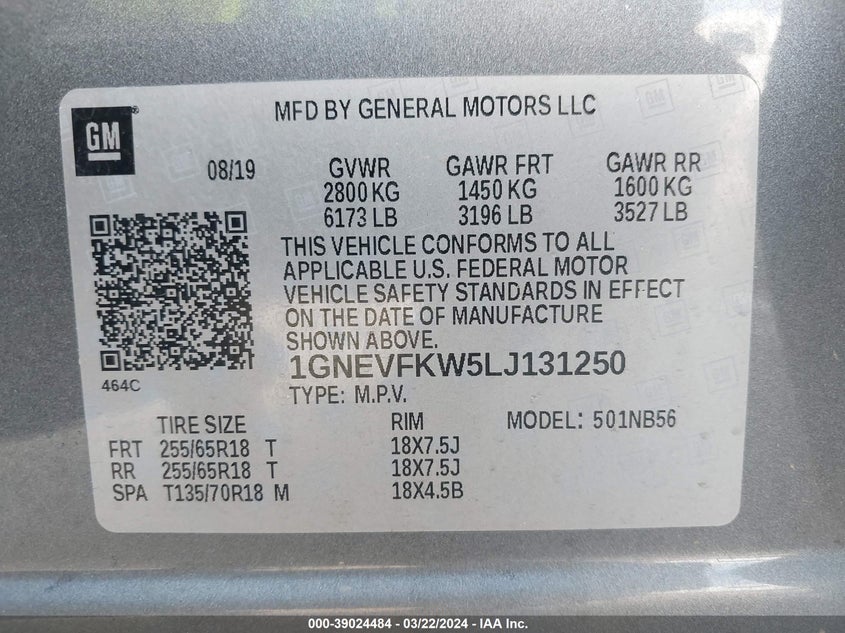 MFD BY GENERAL MOTORS LLC
GM®
08/19 GVWR GAWR FRT GAWR RR
2800 KG 1450 KG 1600 KG
6173 LB 3196 LB 3527 LB
THIS VEHICLE CONFORMS TO ALL
APPLICABLE U.S. FEDERAL MOTOR
VEHICLE SAFETY STANDARDS IN EFFECT
ON THE DATE OF MANUFACTURE
SHOWN ABOVE.
1GNEVFKW5LJ131250
464C
TYPE: M.P.V.
TIRE SIZE RIM MODEL: 501NB56
FRT 255/65R18 T 18X7.5J
RR 255/65R18 T 18X7.5J
SPA T135/70R18 M 18X4.5B
000-39024484 - 03/22/2024 - IAA Inc.